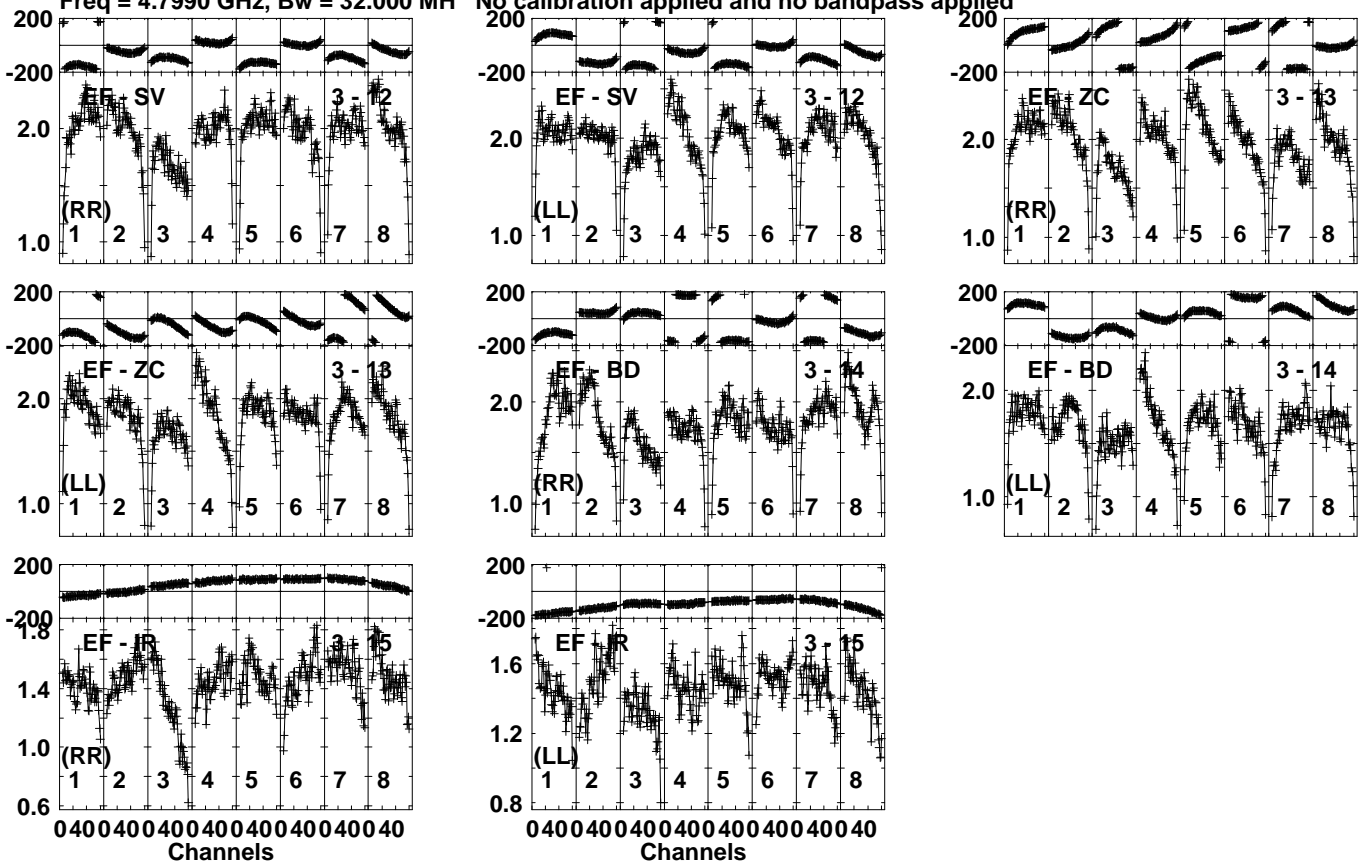 Freq = 4.7990 GHz, Bw = 32.000 MH No calibration applied and no bandpass applied
200
-200
EF - SV 3 - 12
2.0
1.0
(RR)
1 2 3 4 5 6 7 8
200
-200
EF - SV 3 - 12
2.0
1.0
(LL)
1 2 3 4 5 6 7 8
200
-200
EF - ZC 3 - 13
2.0
1.0
(RR)
1 2 3 4 5 6 7 8
200
-200
EF - ZC 3 - 13
2.0
1.0
(LL)
1 2 3 4 5 6 7 8
200
-200
EF - BD 3 - 14
2.0
1.0
(RR)
1 2 3 4 5 6 7 8
200
-200
EF - BD 3 - 14
2.0
1.0
(LL)
1 2 3 4 5 6 7 8
200
-200
1.8
EF - IR 3 - 15
1.4
1.0
0.6
(RR)
1 2 3 4 5 6 7 8
0 40 0 40 0 40 0 40 0 40 0 40 0 40 0 40
Channels
200
-200
EF - IR 3 - 15
1.6
1.2
0.8
(LL)
1 2 3 4 5 6 7 8
0 40 0 40 0 40 0 40 0 40 0 40 0 40 0 40
Channels